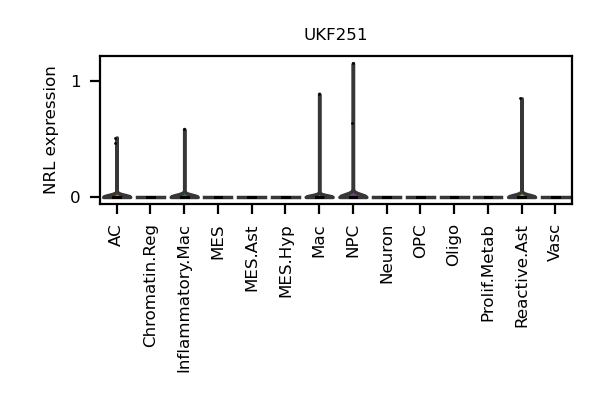 UKF251
NRL expression
1
0
AC
Chromatin.Reg
Inflammatory.Mac
MES
MES.Ast
MES.Hyp
Mac
NPC
Neuron
OPC
Oligo
Prolif.Metab
Reactive.Ast
Vasc